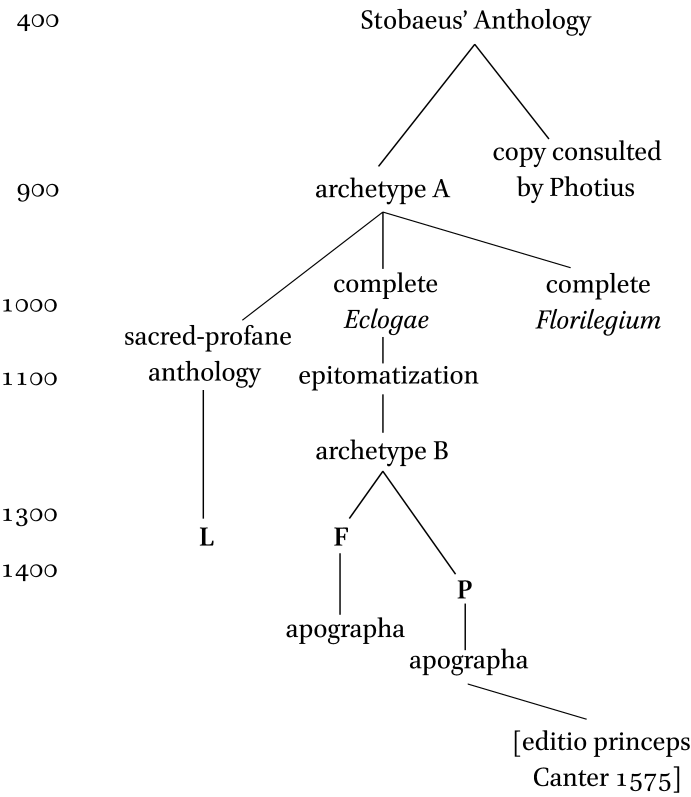 400 Stobaeus’ Anthology
copy consulted
by Photius
900 archetype A
complete
Eclogae
complete
Florilegium
1000
sacred-profane
anthology
1100 epitomatization
archetype B
1300
L
F
1400
P
apographa
apographa
[editio princeps
Canter 1575]